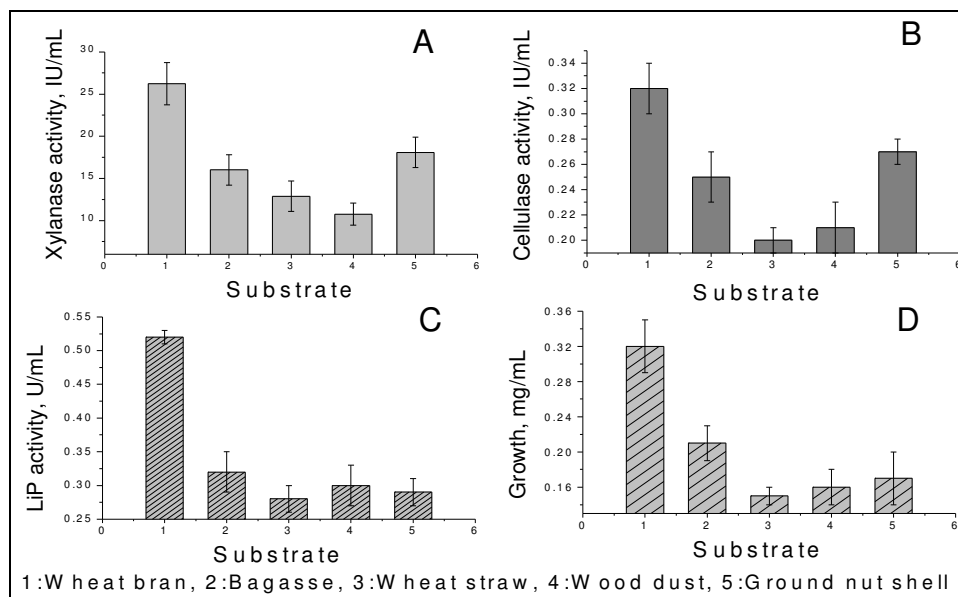 A
Xylanase activity, IU/mL
30
25
20
15
10
0 1 2 3 4 5 6
Substrate
B
Cellulase activity, IU/mL
0.34
0.32
0.30
0.28
0.26
0.24
0.22
0.20
0 1 2 3 4 5 6
Substrate
C
LiP activity, U/mL
0.55
0.50
0.45
0.40
0.35
0.30
0.25
0 1 2 3 4 5 6
Substrate
D
Growth, mg/mL
0.36
0.32
0.28
0.24
0.20
0.16
0 1 2 3 4 5 6
Substrate
1:Wheat bran, 2:Bagasse, 3:Wheat straw, 4:Wood dust, 5:Ground nut shell